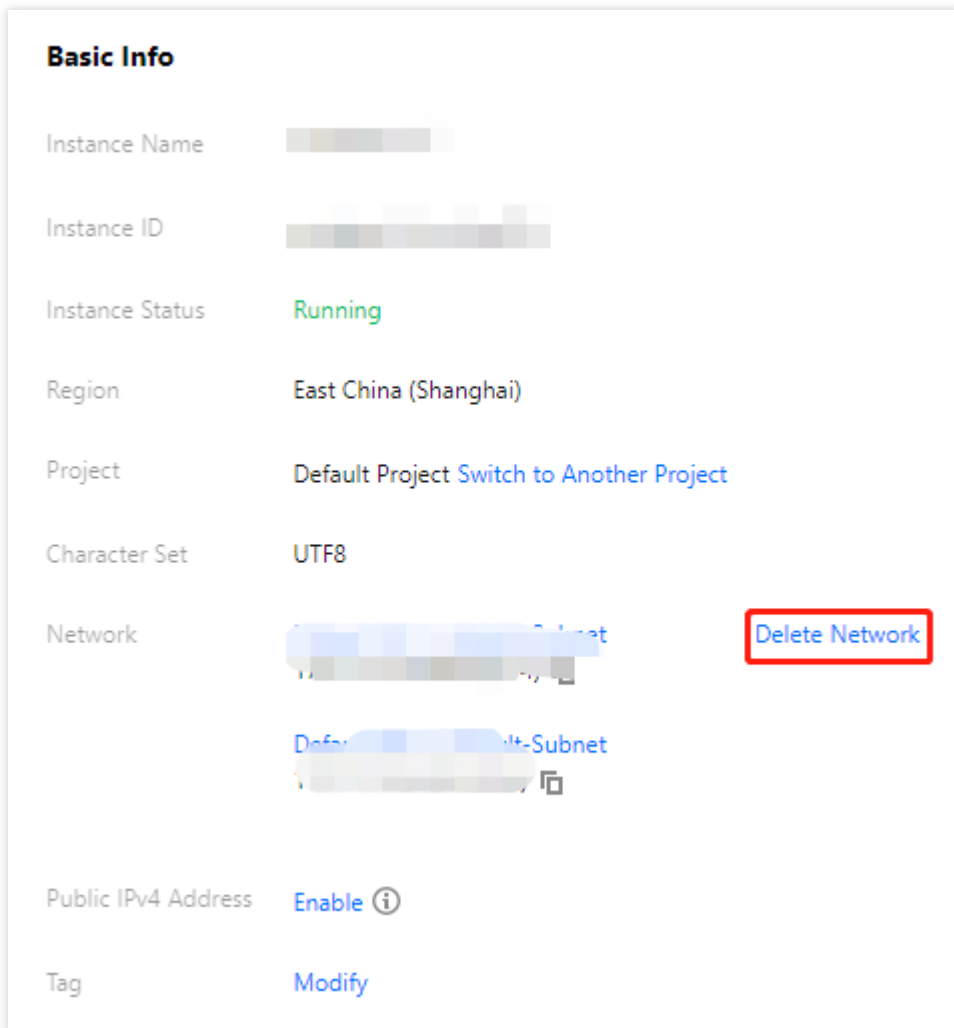 Basic Info
Instance Name
Instance ID
Instance Status Running
Region East China (Shanghai)
Project Default Project Switch to Another Project
Character Set UTF8
Network Delete Network
-Subnet
Public IPv4 Address Enable
Tag Modify